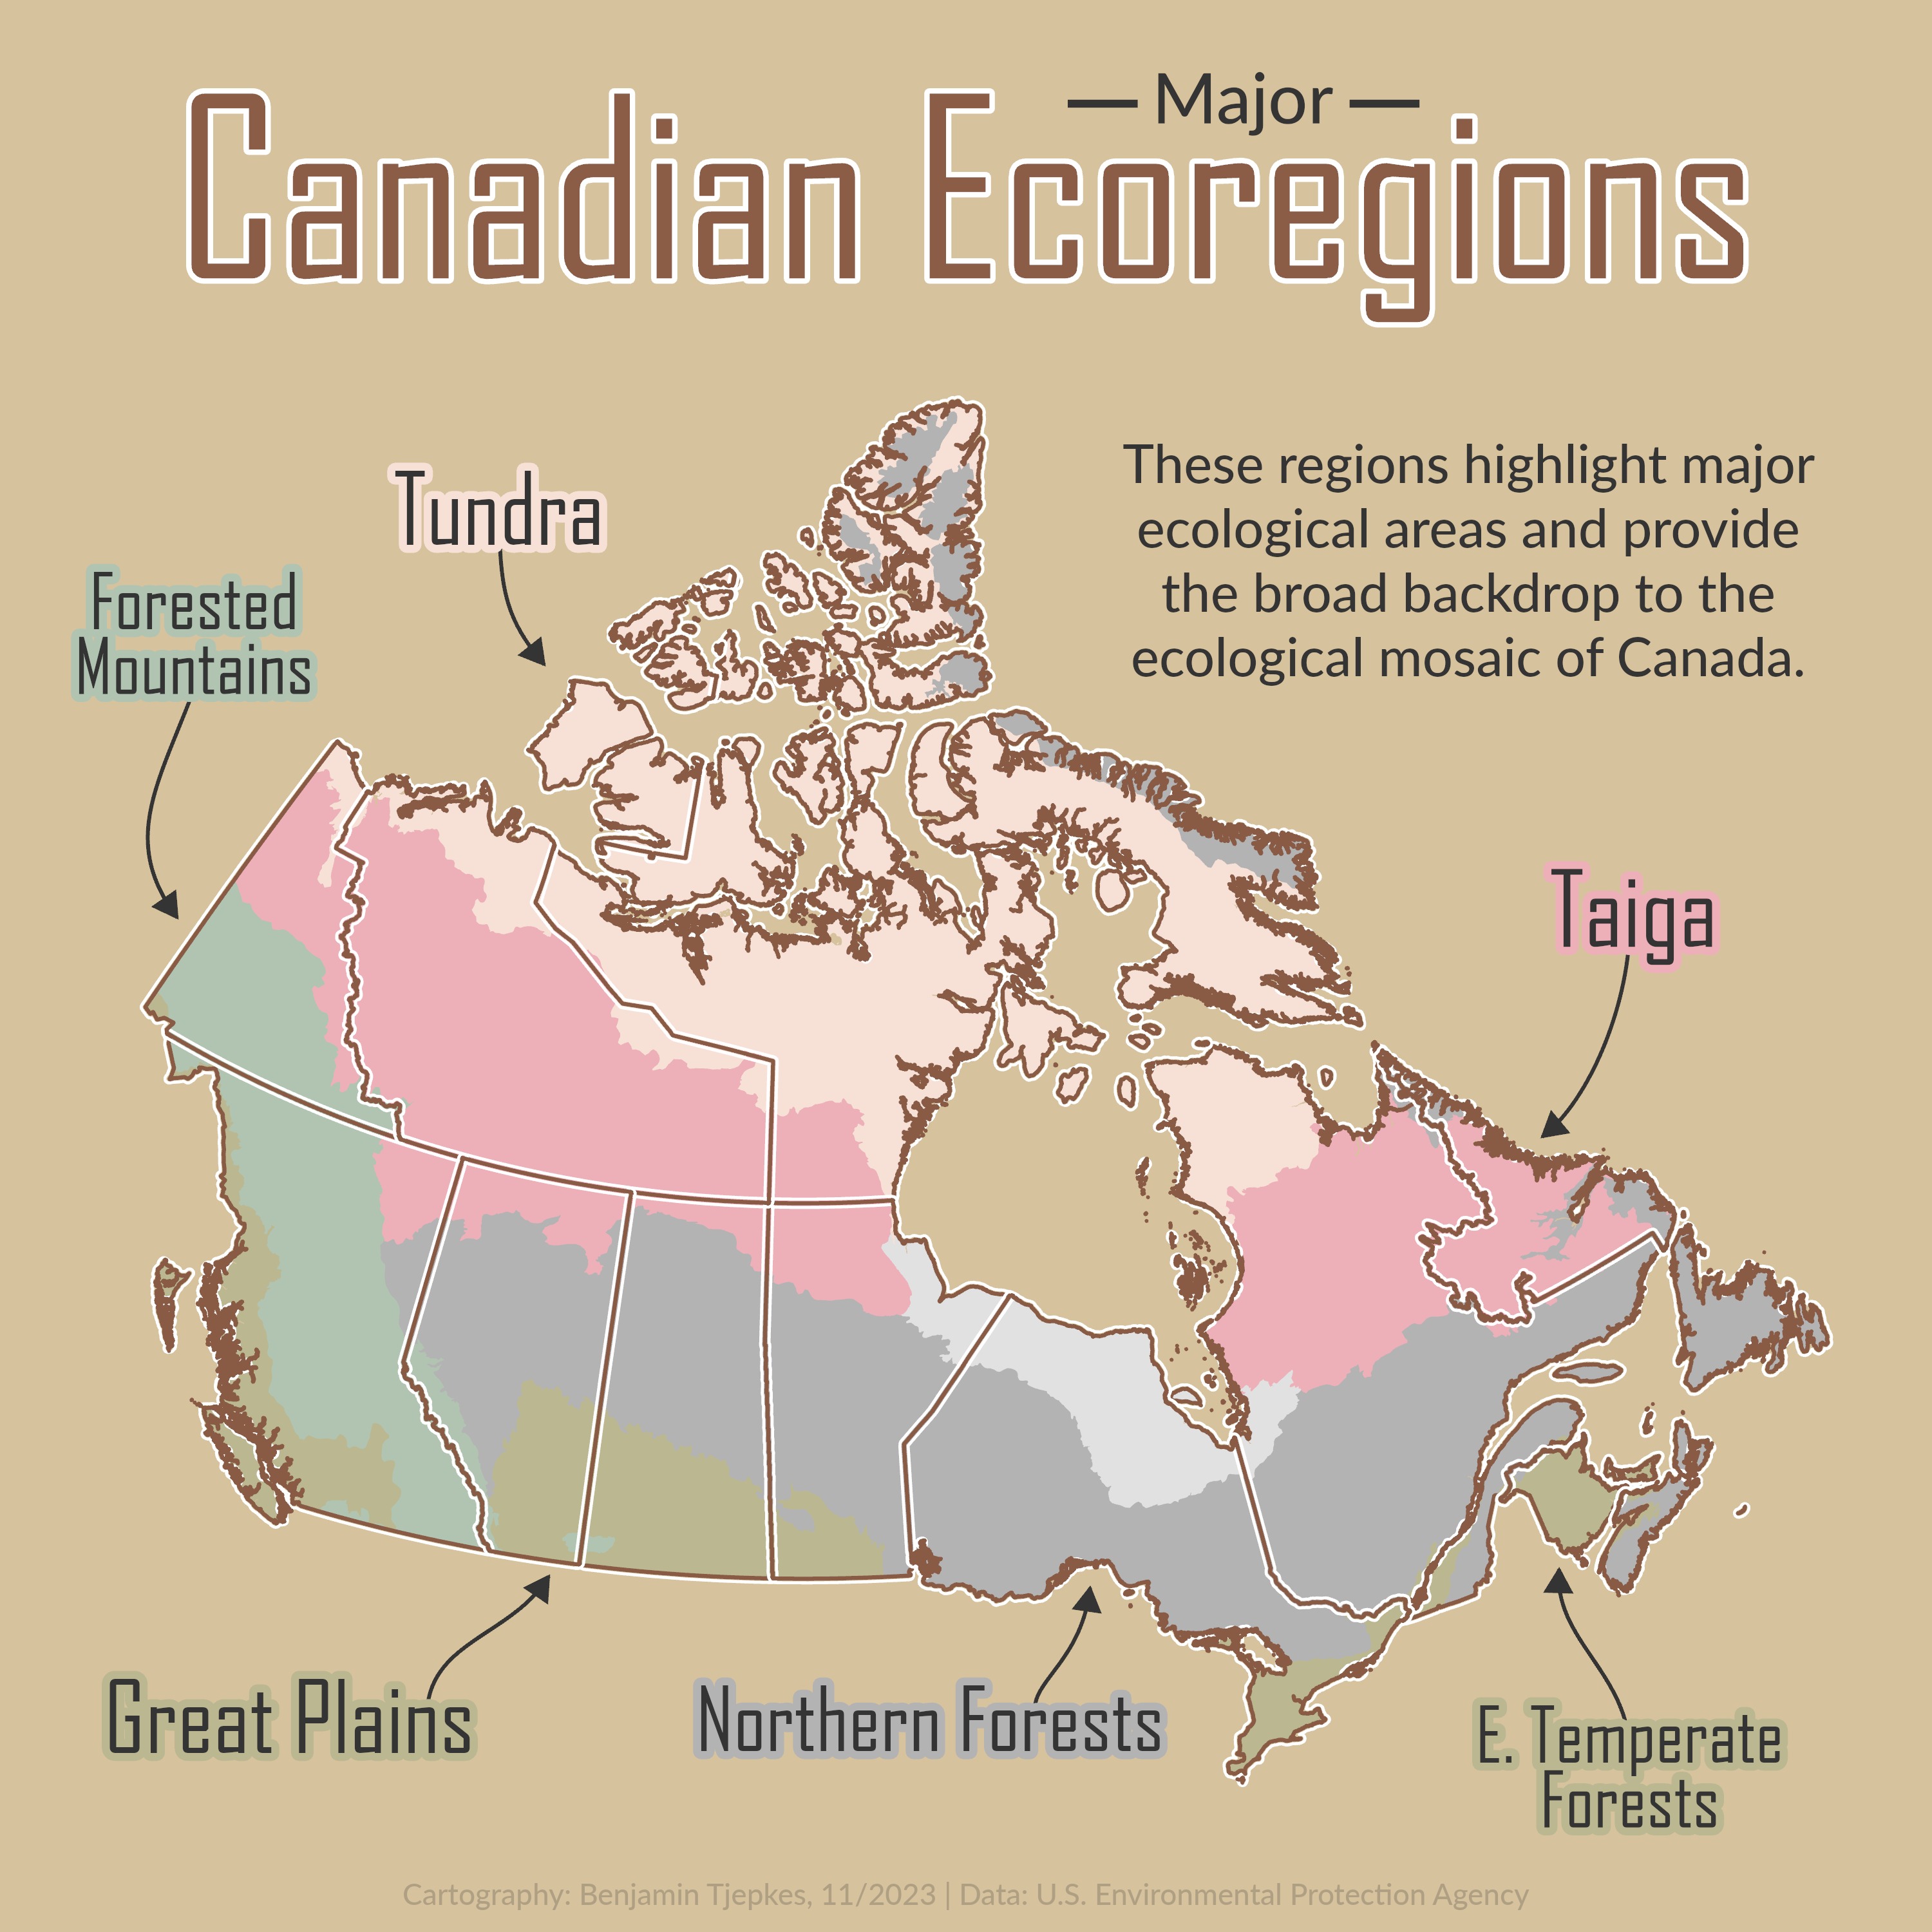 — Major —
Canadian Ecoregions
These regions highlight major
ecological areas and provide
the broad backdrop to the
ecological mosaic of Canada.
Tundra
Forested
Mountains
Taiga
Great Plains
Northern Forests
E. Temperate
Forests
Cartography: Benjamin Tjepkes, 11/2023 | Data: U.S. Environmental Protection Agency